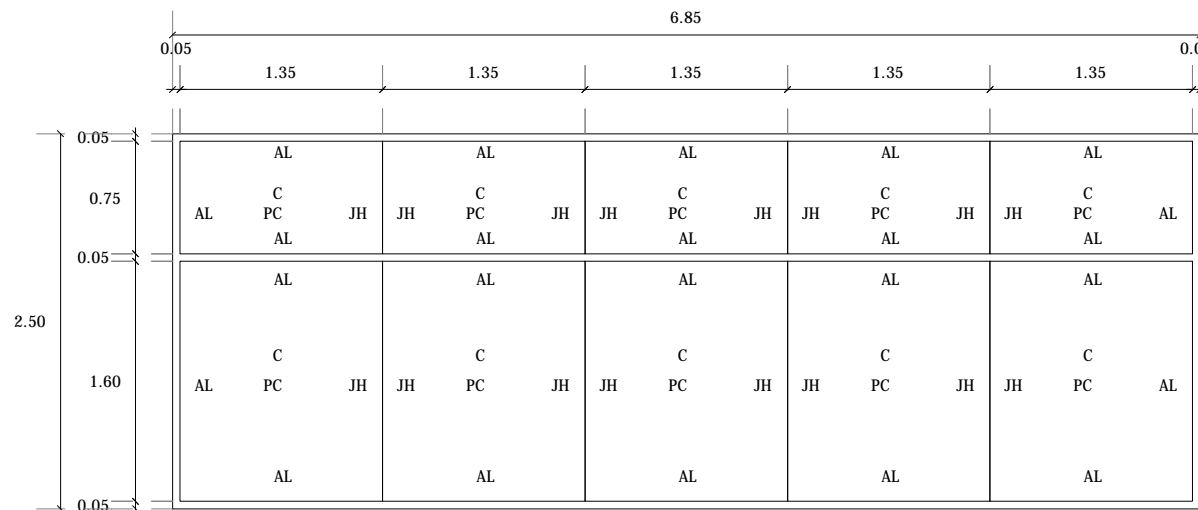 6.85
0.05
1.35 1.35 1.35 1.35 1.35
0.05
AL AL AL AL AL
0.75
C C C C C
AL PC JH JH PC JH JH PC JH JH PC JH JH PC AL
AL AL AL AL AL
0.05
AL AL AL AL AL
2.50
C C C C C
1.60
AL PC JH JH PC JH JH PC JH JH PC JH JH PC AL
AL AL AL AL AL
0.05